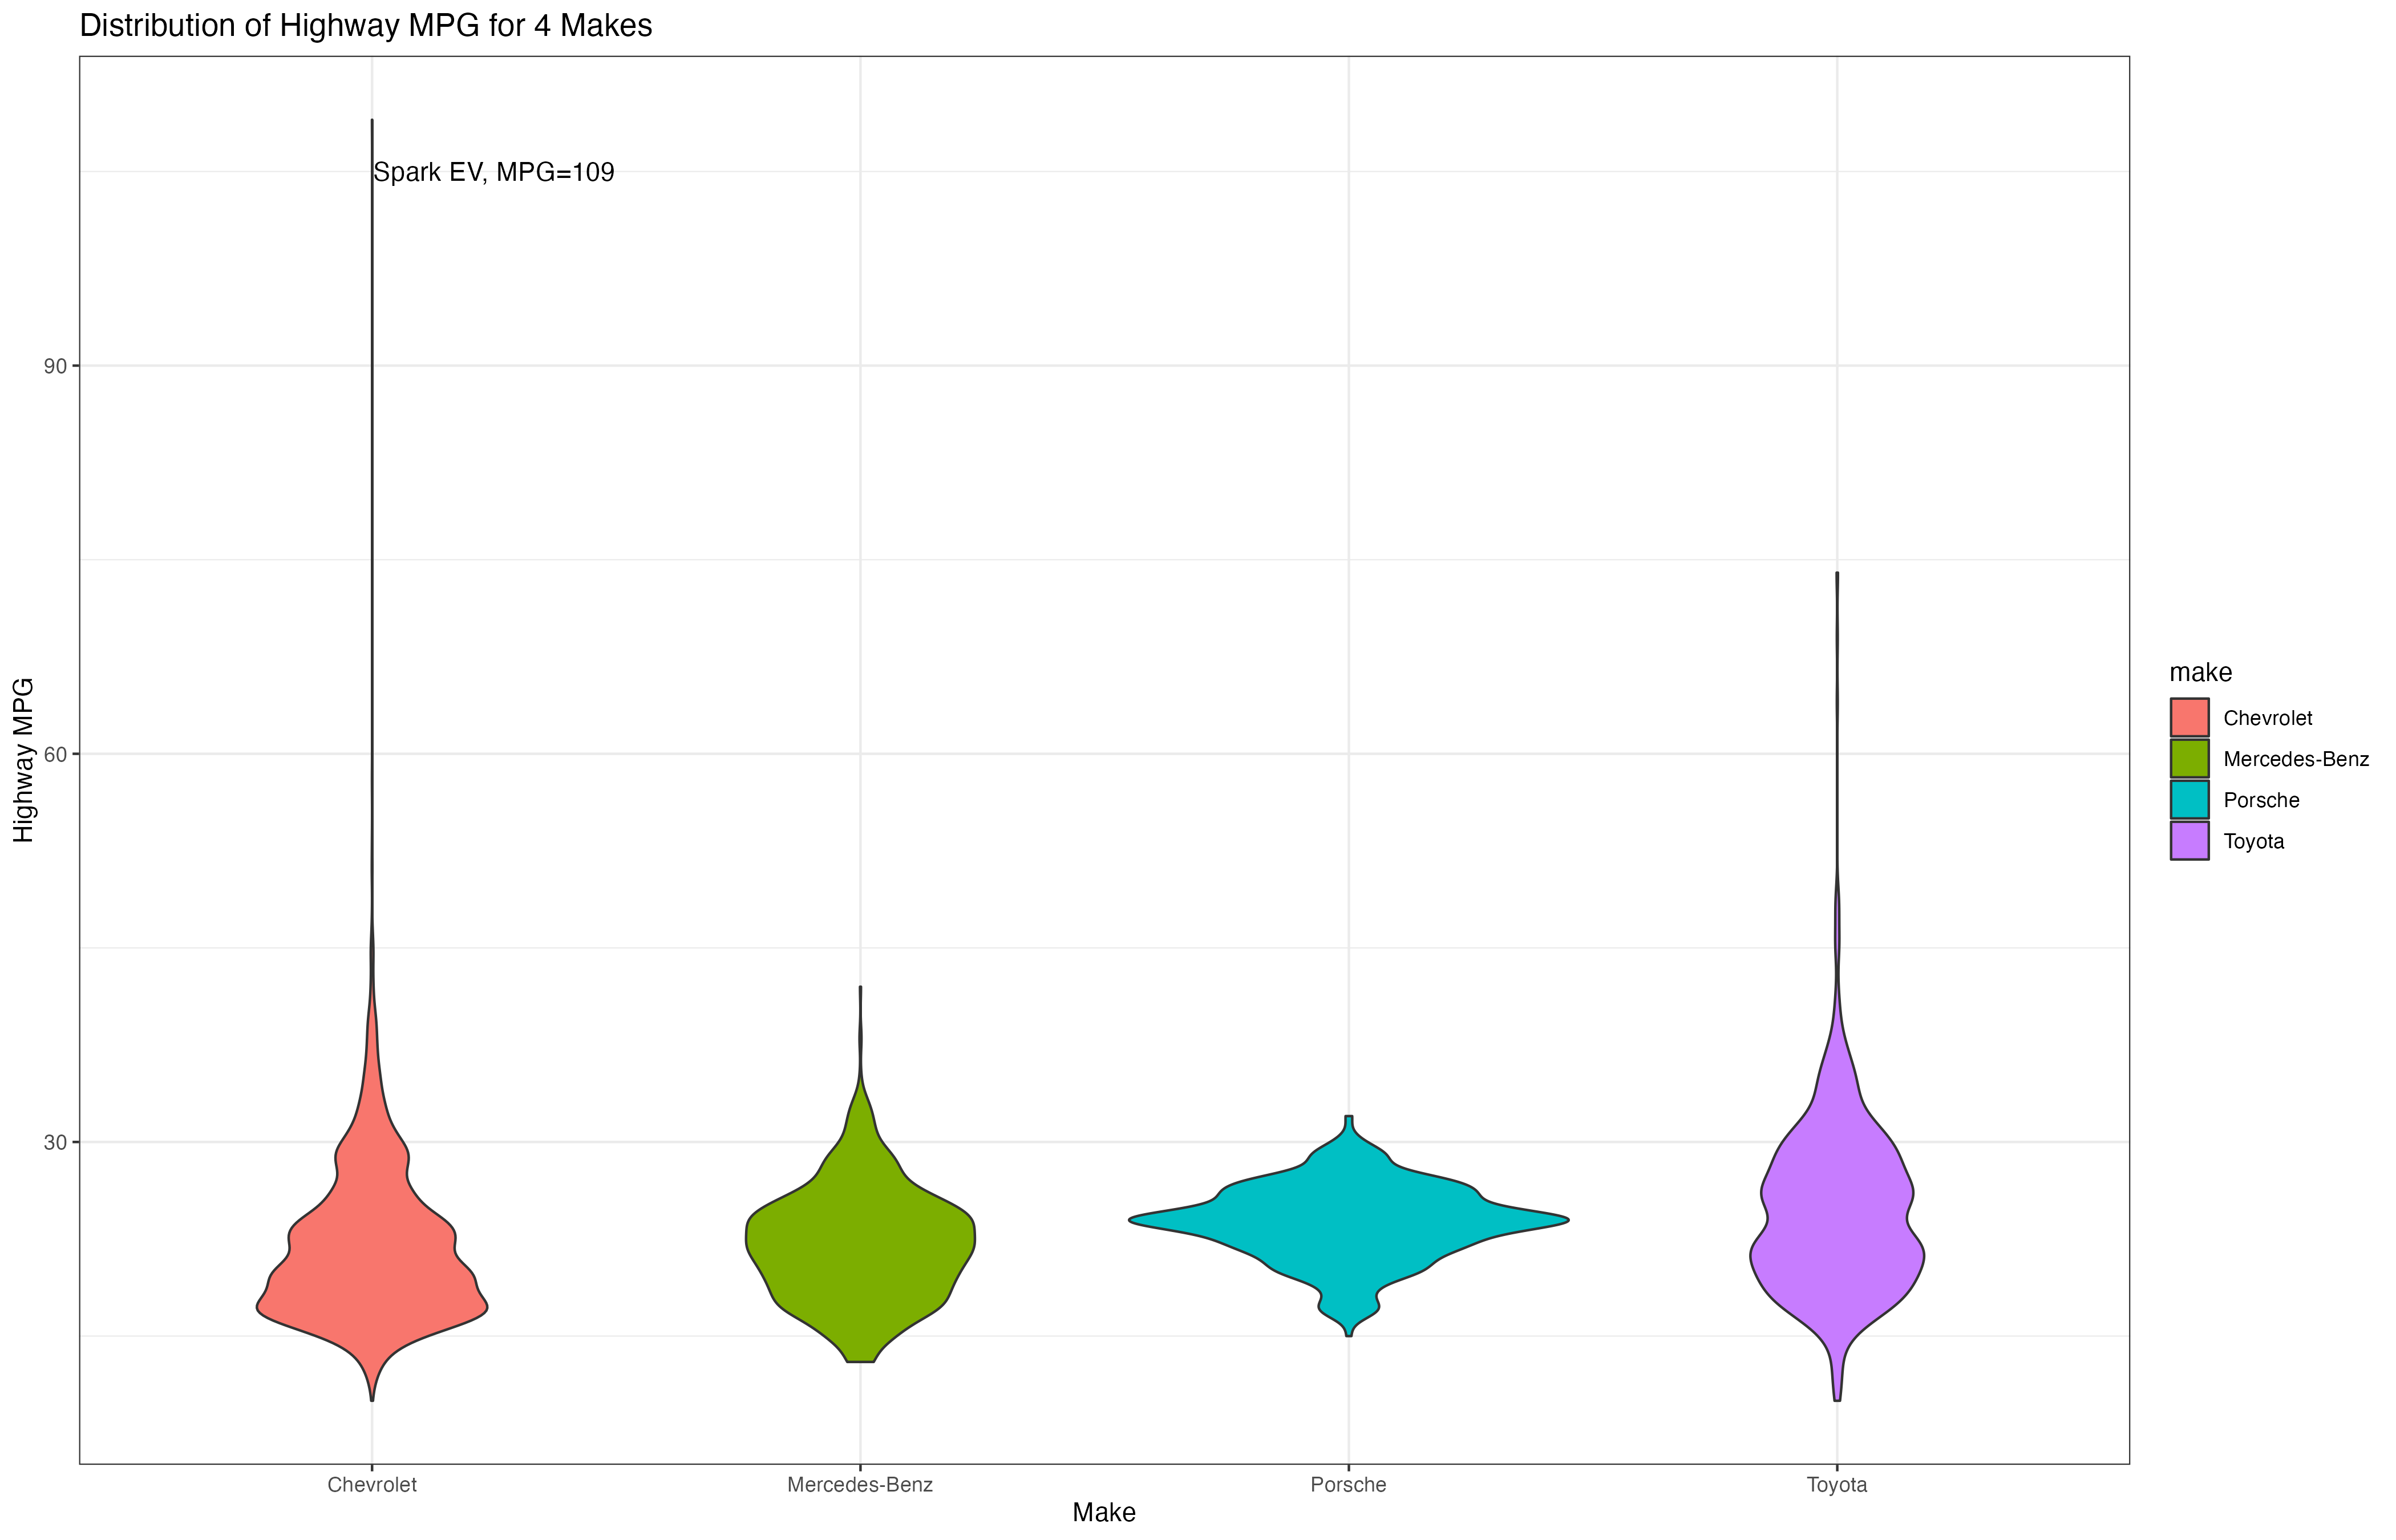 Distribution of Highway MPG for 4 Makes
Spark EV, MPG=109
90
60
30
Highway MPG
Chevrolet
Mercedes-Benz
Porsche
Toyota
Make
make
Chevrolet
Mercedes-Benz
Porsche
Toyota